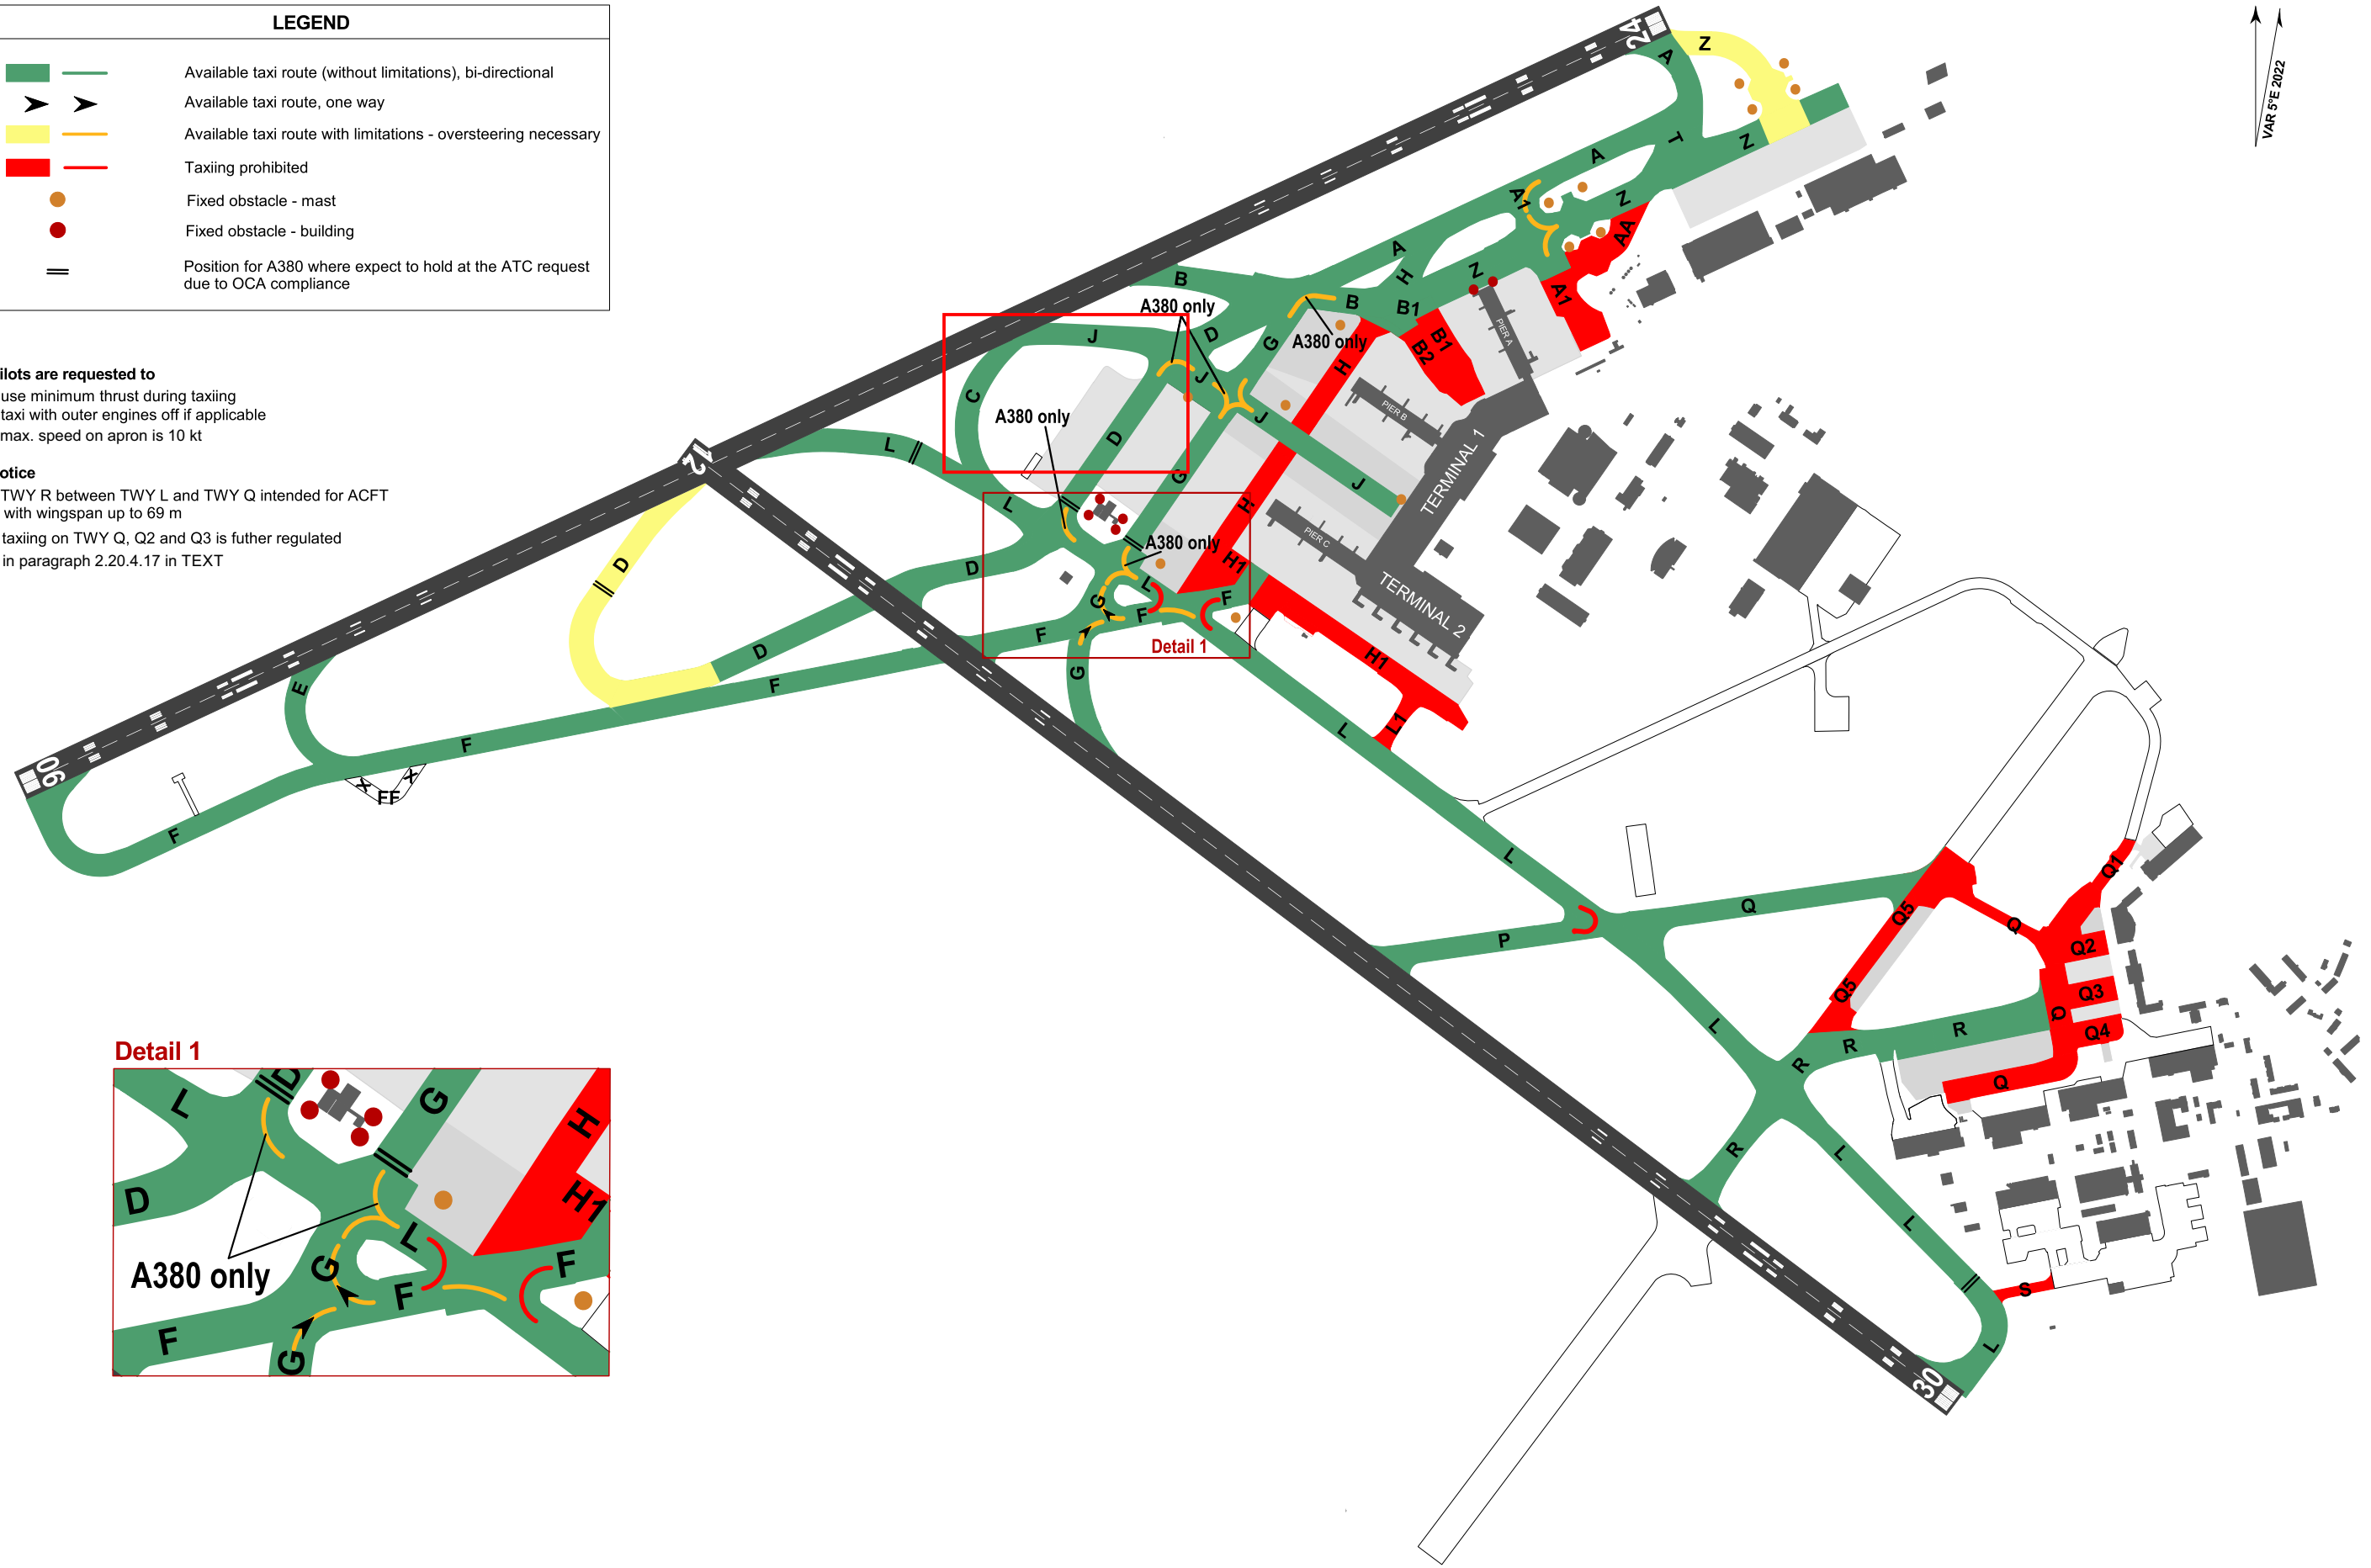 LEGEND
Available taxi route (without limitations), bi-directional
Available taxi route, one way
Available taxi route with limitations - oversteering necessary
Taxiing prohibited
Fixed obstacle - mast
Fixed obstacle - building
Position for A380 where expect to hold at the ATC request
due to OCA compliance
ilots are requested to
use minimum thrust during taxiing
taxi with outer engines off if applicable
max. speed on apron is 10 kt
otice
TWY R between TWY L and TWY Q intended for ACFT
with wingspan up to 69 m
taxiing on TWY Q, Q2 and Q3 is futher regulated
in paragraph 2.20.4.17 in TEXT
VAR 5°E 2022
24
A
Z
T
Z
A
A1
Z
AA
A
H
Z
A1
B
B
B1
B1
B2
PIER A
A380 only
A380 only
J
D
G
H
J
C
J
PIER B
A380 only
D
G
J
TERMINAL 1
12
L
L
H
PIER C
A380 only
H1
TERMINAL 2
D
D
L
G
F
F
F
Detail 1
D
F
G
H1
L
L1
E
F
06
F
X
FF
X
L
P
Q
Q5
Q
Q1
Q2
Q5
Q3
Q
Q4
L
R
R
R
Q
R
L
L
S
L
30
Detail 1
L
D
G
H
H1
D
L
G
F
F
A380 only
F
G